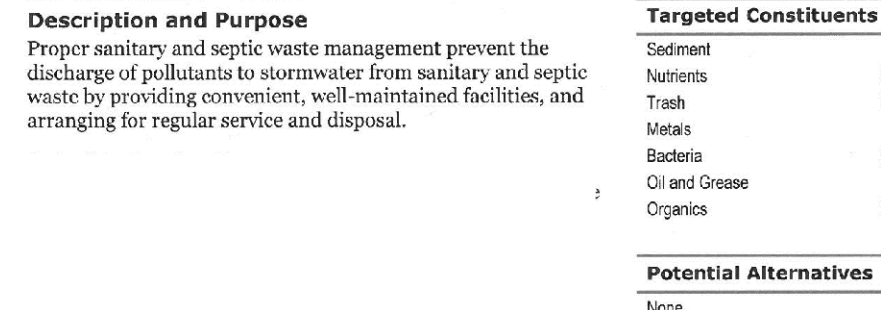 Description and Purpose
Proper sanitary and septic waste management prevent the
discharge of pollutants to stormwater from sanitary and septic
waste by providing convenient, well-maintained facilities, and
arranging for regular service and disposal.
Targeted Constituents
Sediment
Nutrients
Trash
Metals
Bacteria
Oil and Grease
Organics
Potential Alternatives
None